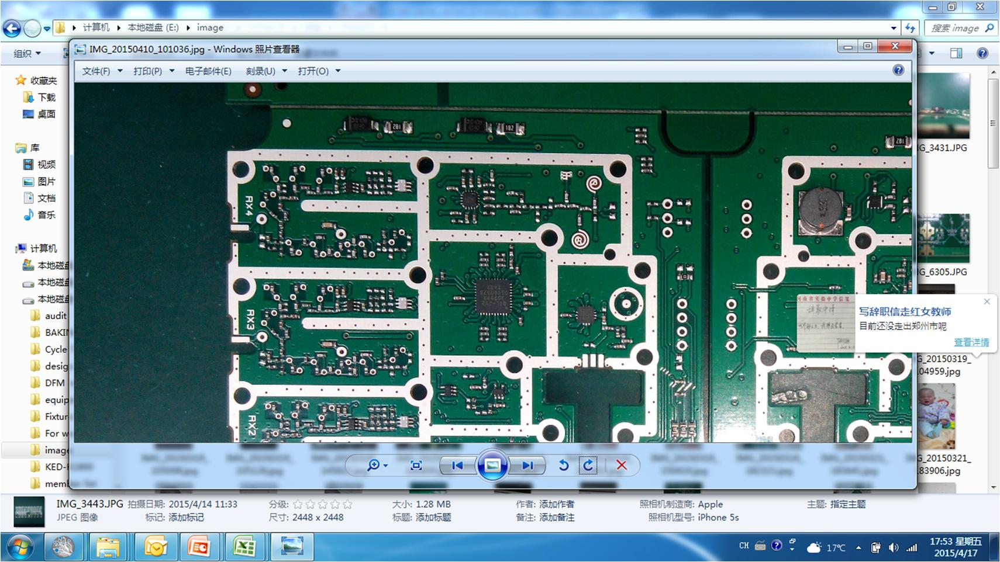 计算机 本地磁盘 (E:) image
搜索 image
组织
IMG_20150410_101036.jpg - Windows 照片查看器
文件(F) 打印(P) 电子邮件(E) 刻录(U) 打开(O)
收藏夹
下载
桌面
库
视频
图片
文档
音乐
计算机
本地磁盘
本地磁盘
本地磁盘
audit
Cycle
desig
DFM
equip
Fixtur
For w
image
RX4
RX3
RX2
1B1
1B2
1B1
G_3431.JPG
G_6305.JPG
写辞职信走红女教师
目前还没走出郑州市呢
查看详情
G_20150319_
04959.jpg
G_20150321_
83906.jpg
IMG_3443.JPG 拍摄日期: 2015/4/14 11:33 分级: 大小: 1.28 MB 作者: 添加作者 照相机制造商: Apple 主题: 指定主题
JPEG 图像 标记: 添加标记 尺寸: 2448 x 2448 标题: 添加标题 备注: 添加备注 照相机型号: iPhone 5s
CH 17℃ 17:53 星期五
2015/4/17